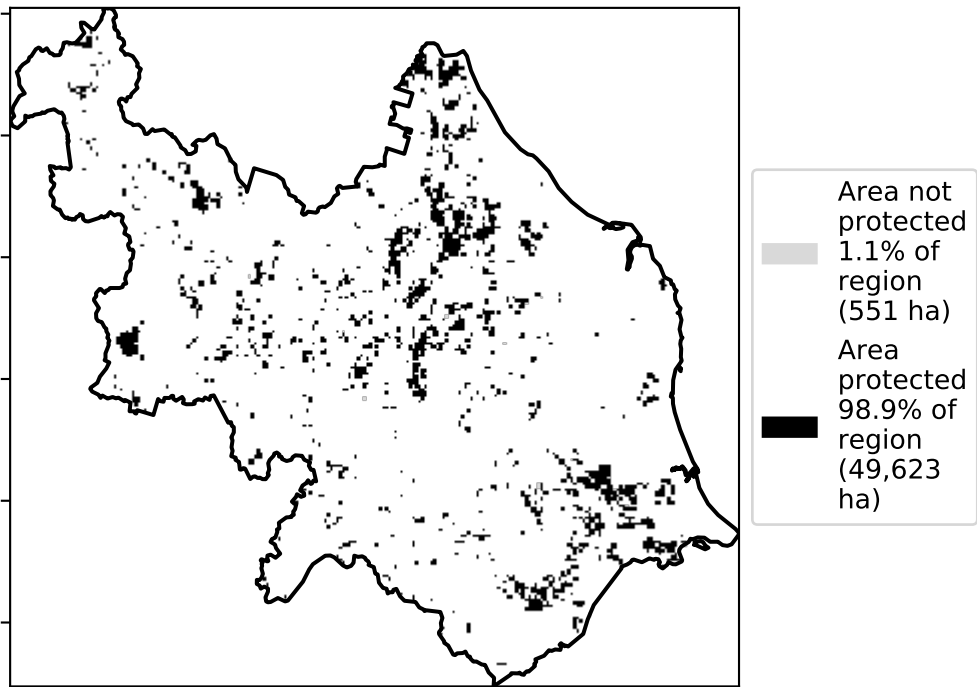 Area not
protected
1.1% of
region
(551 ha)
Area
protected
98.9% of
region
(49,623
ha)